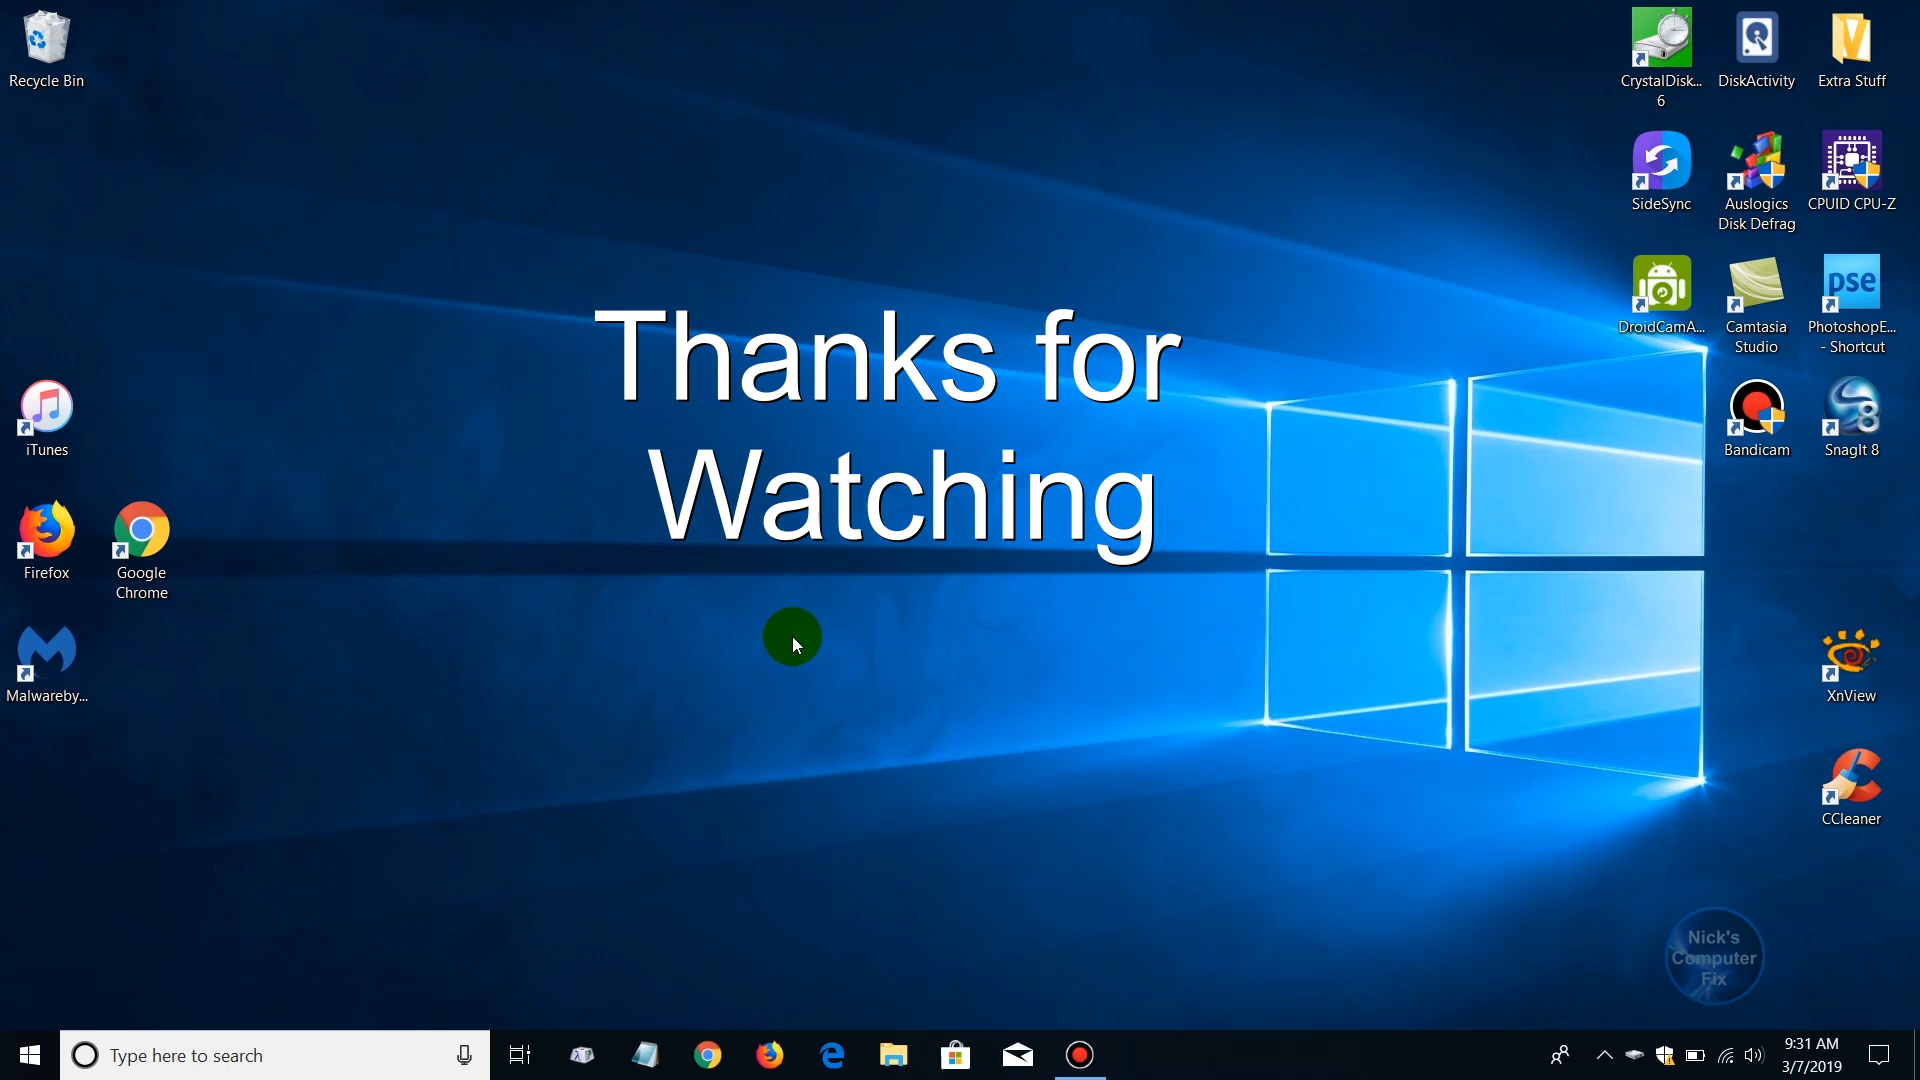 Recycle Bin
CrystalDisk...
6
DiskActivity
Extra Stuff
SideSync
Auslogics
Disk Defrag
CPUID CPU-Z
pse
DroidCamA...
Camtasia
Studio
PhotoshopE...
- Shortcut
Thanks for
Watching
iTunes
8
Bandicam
SnagIt 8
Firefox
Google
Chrome
Malwareby...
XnView
CCleaner
Nick's
Computer
Fix
Type here to search
9:31 AM
3/7/2019